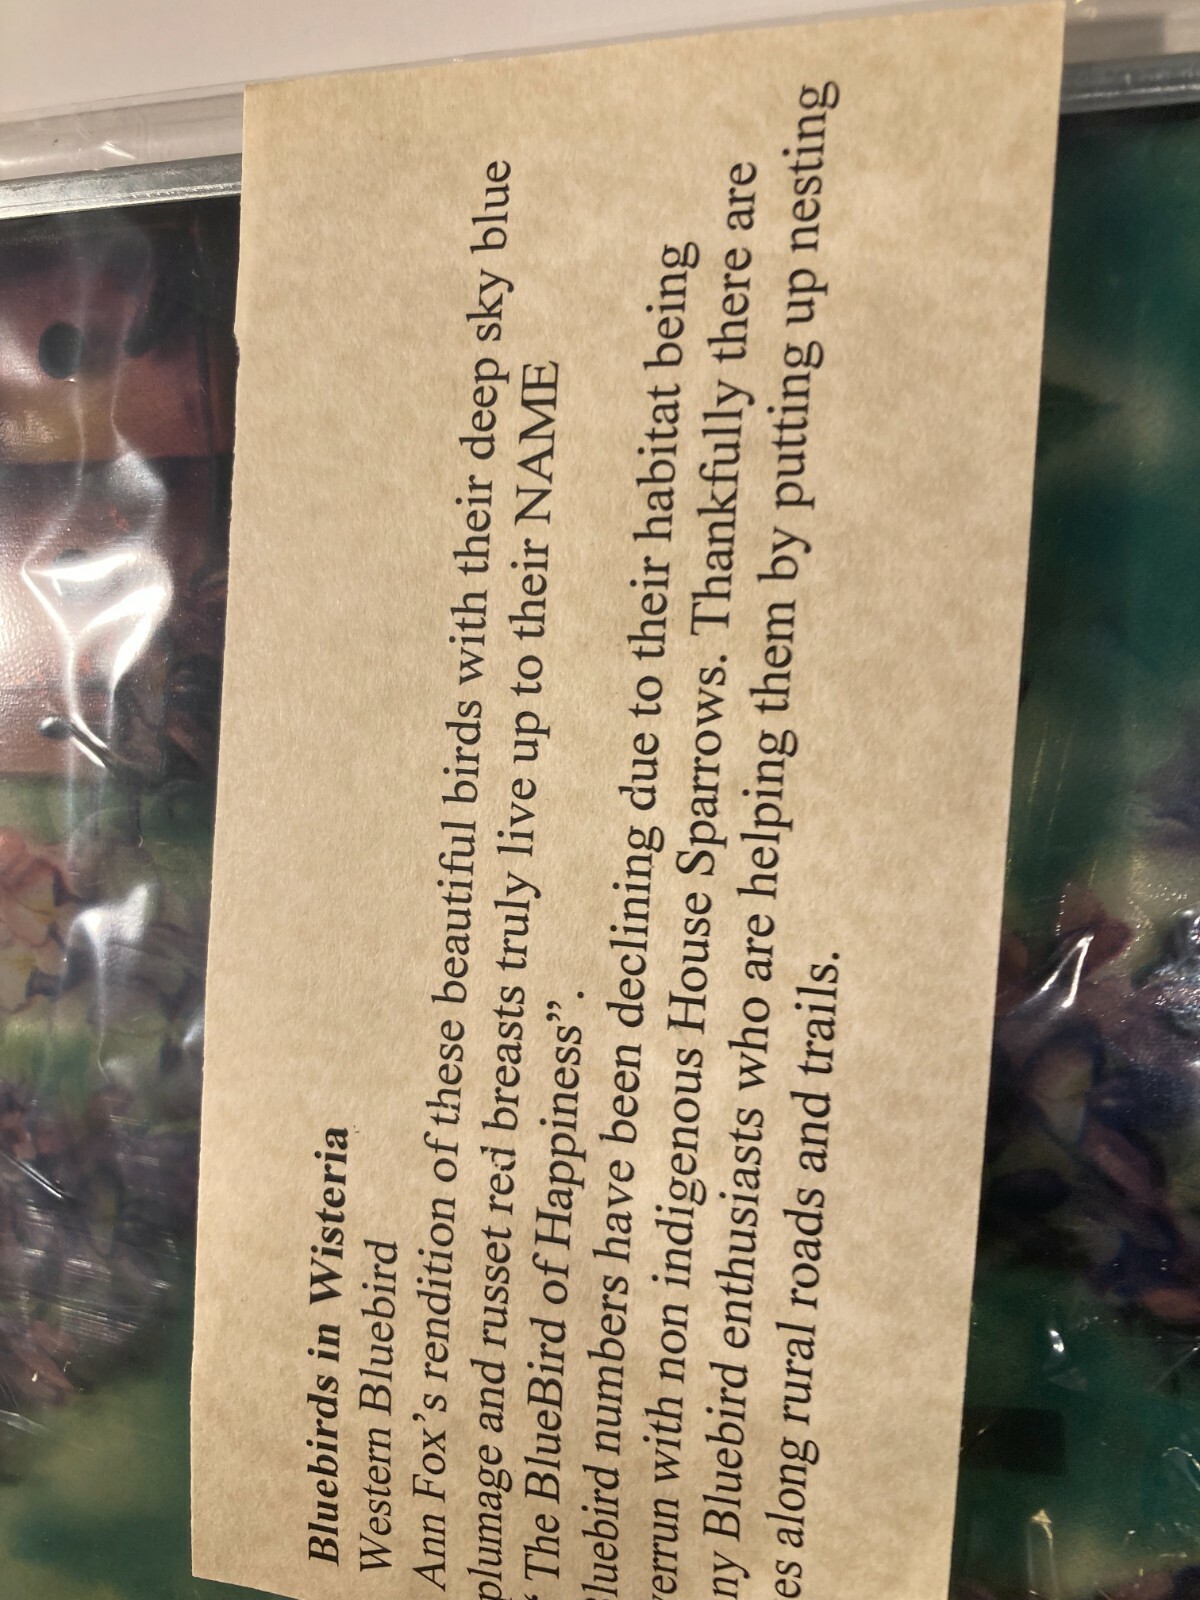 Bluebirds in Wisteria
Western Bluebird
Ann Fox's rendition of these beautiful birds with their deep sky blue
plumage and russet red breasts truly live up to their NAME
“ The BlueBird of Happiness”.
luebird numbers have been declining due to their habitat being
verrun with non indigenous House Sparrows. Thankfully there are
ny Bluebird enthusiasts who are helping them by putting up nesting
es along rural roads and trails.